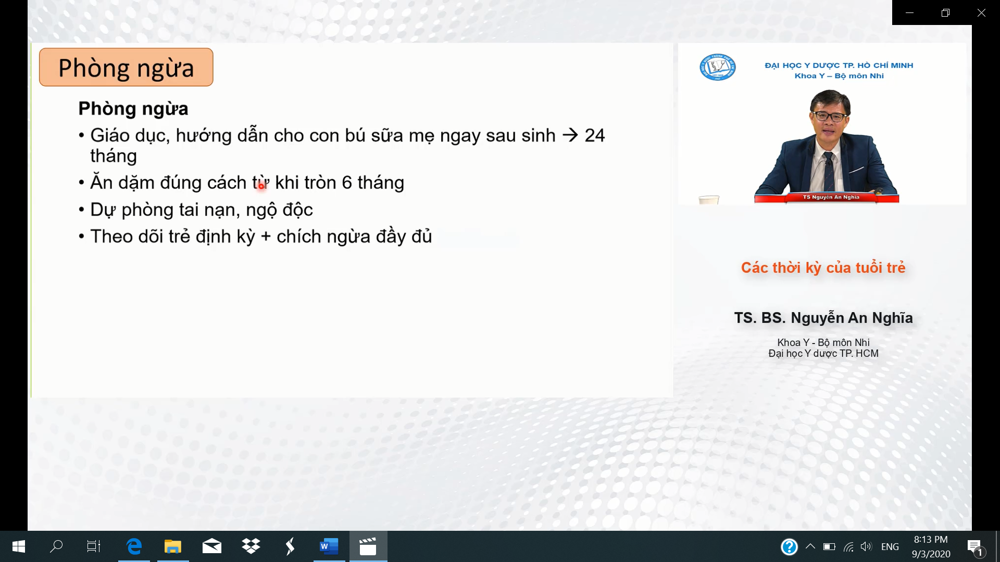 Phòng ngừa
Phòng ngừa
• Giáo dục, hướng dẫn cho con bú sữa mẹ ngay sau sinh → 24
tháng
• Ăn dặm đúng cách từ khi tròn 6 tháng
• Dự phòng tai nạn, ngộ độc
• Theo dõi trẻ định kỳ + chích ngừa đầy đủ
ĐẠI HỌC Y DƯỢC TP. HỒ CHÍ MINH
Khoa Y – Bộ môn Nhi
TS Nguyễn An Nghĩa
Các thời kỳ của tuổi trẻ
TS. BS. Nguyễn An Nghĩa
Khoa Y - Bộ môn Nhi
Đại học Y dược TP. HCM
W
ENG
8:13 PM
9/3/2020
1